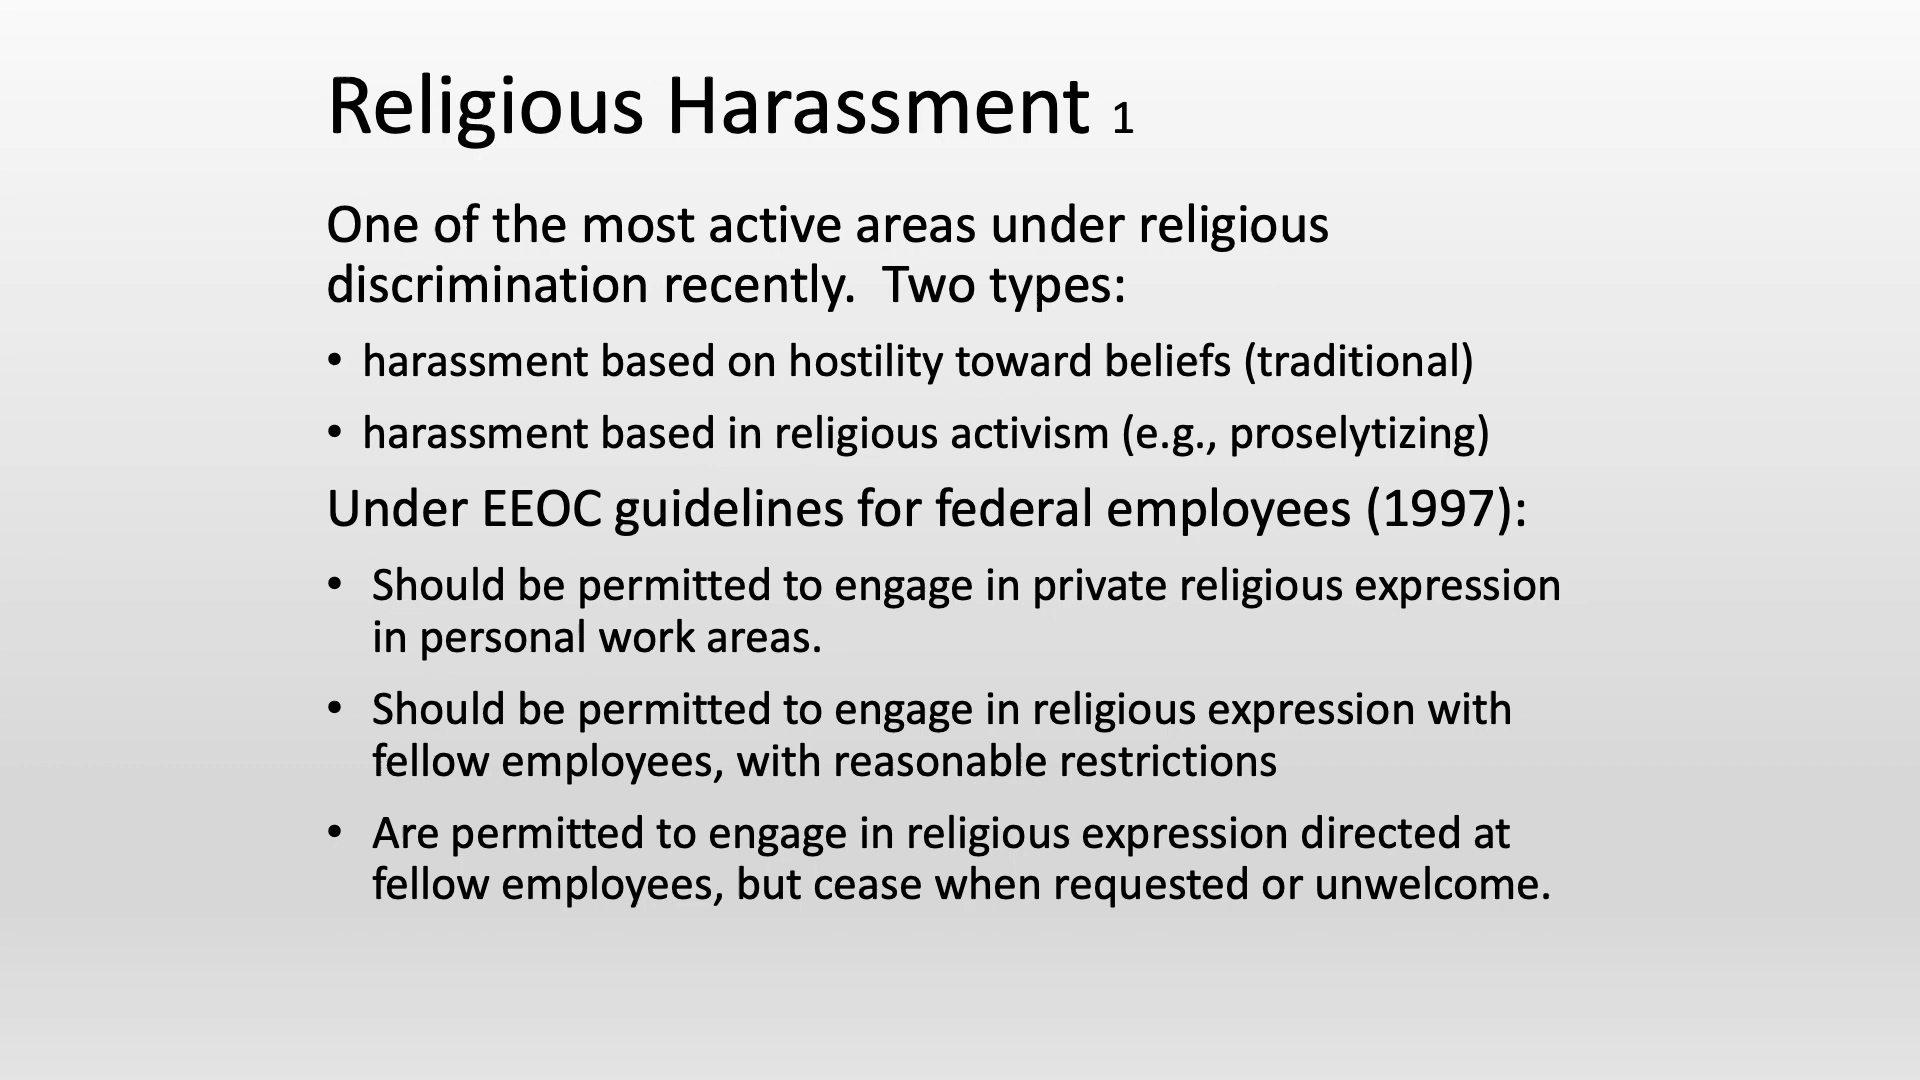 Religious Harassment 1
One of the most active areas under religious
discrimination recently.  Two types:
• harassment based on hostility toward beliefs (traditional)
• harassment based in religious activism (e.g., proselytizing)
Under EEOC guidelines for federal employees (1997):
• Should be permitted to engage in private religious expression
in personal work areas.
• Should be permitted to engage in religious expression with
fellow employees, with reasonable restrictions
• Are permitted to engage in religious expression directed at
fellow employees, but cease when requested or unwelcome.